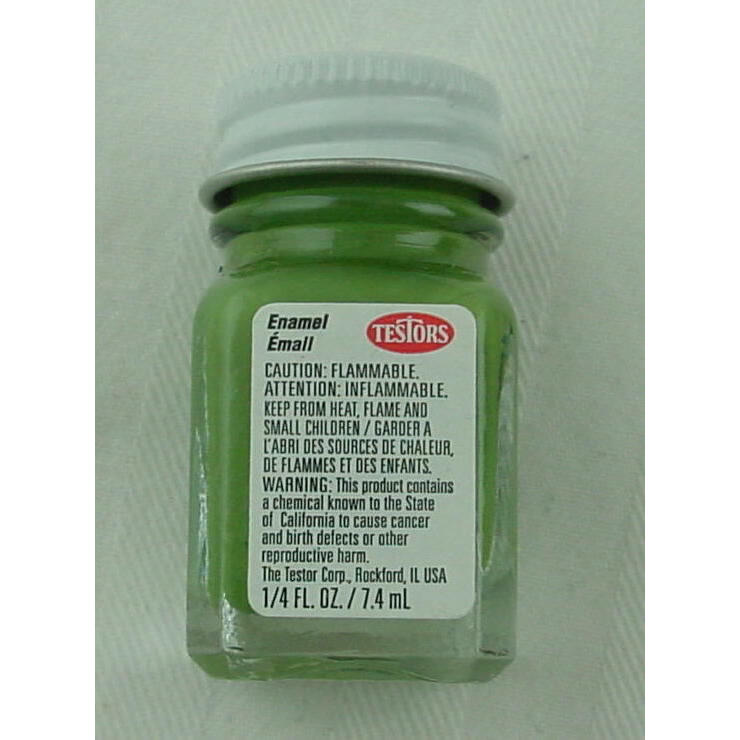 Enamel
Émall
TESTORS
CAUTION: FLAMMABLE.
ATTENTION: INFLAMMABLE.
KEEP FROM HEAT, FLAME AND
SMALL CHILDREN / GARDER A
L'ABRI DES SOURCES DE CHALEUR,
DE FLAMMES ET DES ENFANTS.
WARNING: This product contains
a chemical known to the State
of California to cause cancer
and birth defects or other
reproductive harm.
The Testor Corp., Rockford, IL USA
1/4 FL. OZ. / 7.4 mL